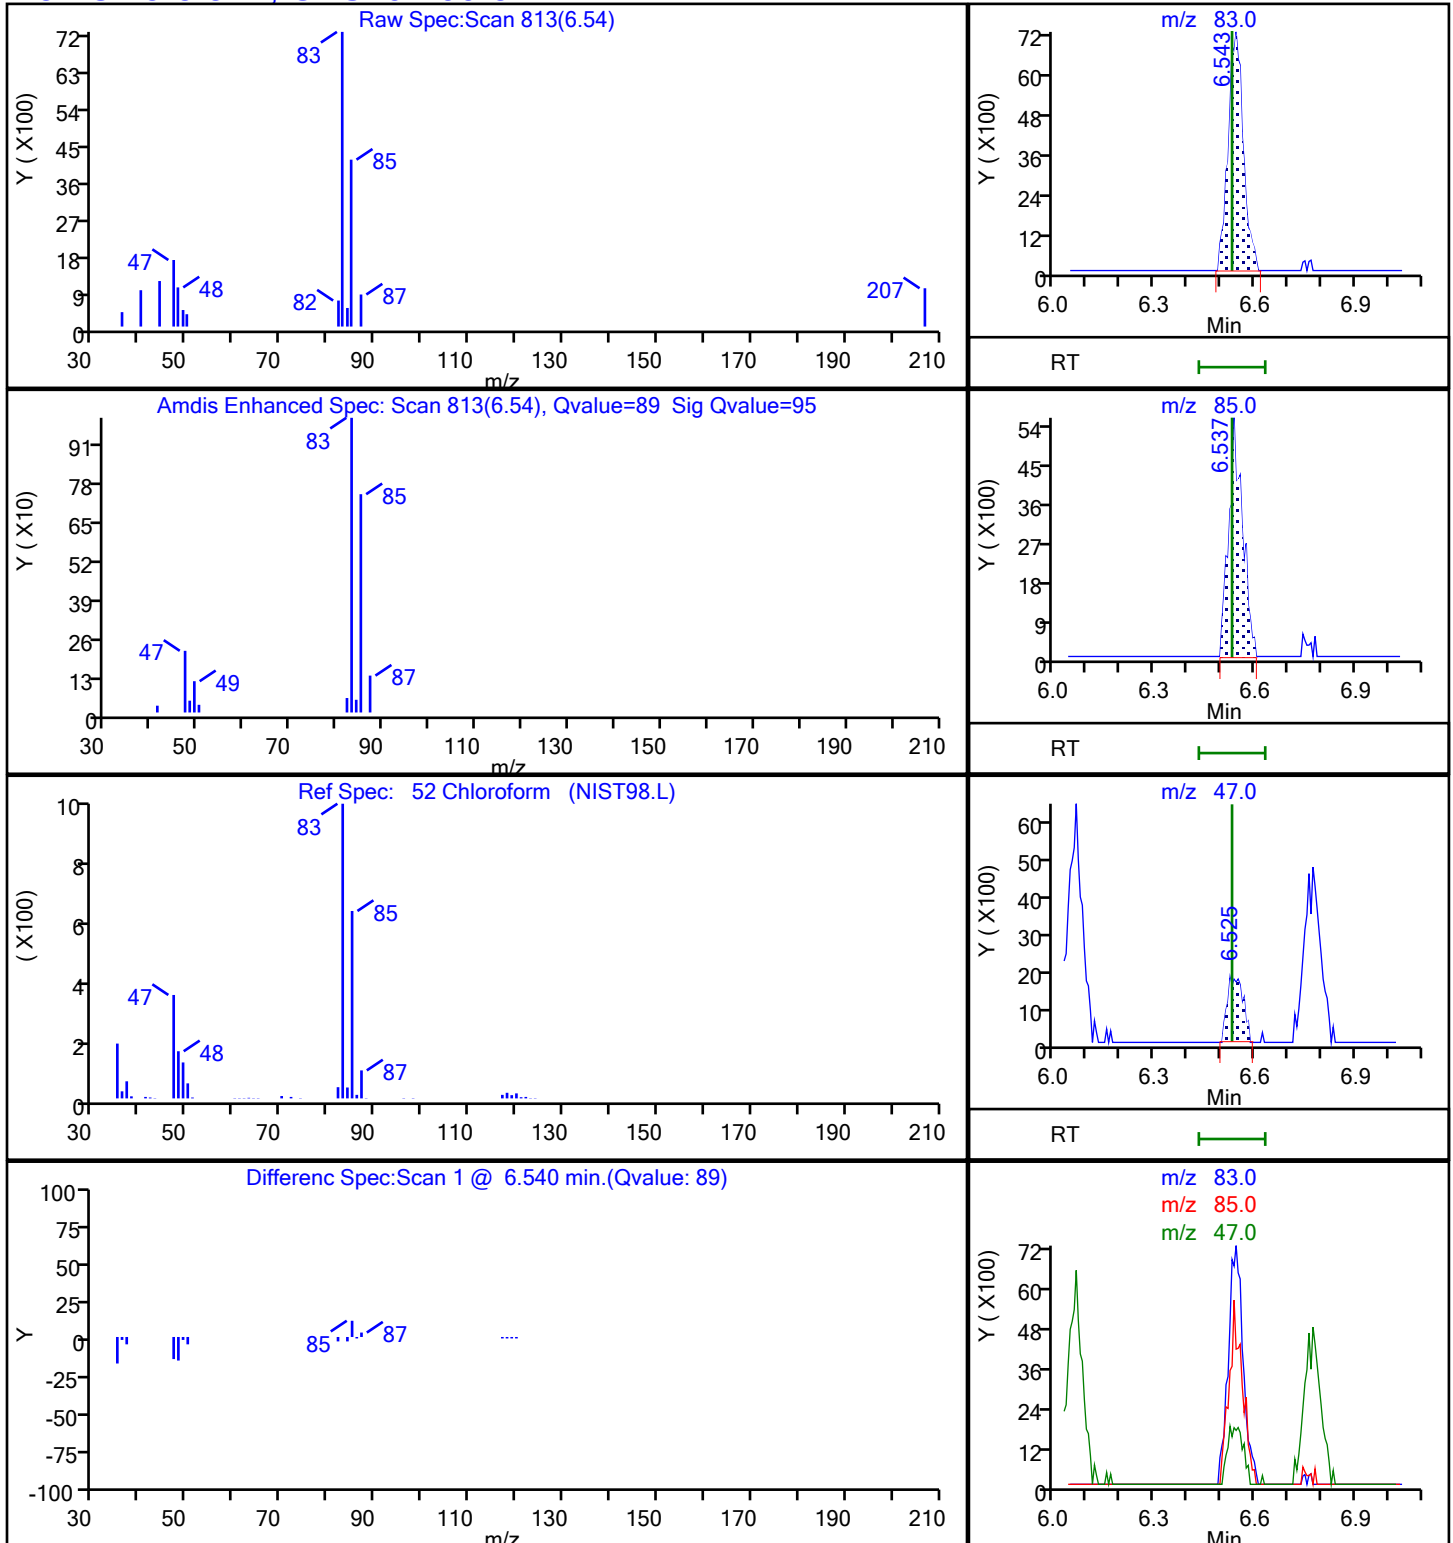 Raw Spec:Scan 813(6.54)
Y ( X100)
72
63
54
45
36
27
18
9
0
83
85
47
48
82
87
207
30 50 70 90 110 130 150 170 190 210
m/z
m/z 83.0
Y ( X100)
72
60
48
36
24
12
0
6.543
6.0 6.3 6.6 6.9
Min
RT
Amdis Enhanced Spec: Scan 813(6.54), Qvalue=89 Sig Qvalue=95
Y ( X10)
91
78
65
52
39
26
13
0
83
85
47
49
87
30 50 70 90 110 130 150 170 190 210
m/z
m/z 85.0
Y ( X100)
54
45
36
27
18
9
0
6.537
6.0 6.3 6.6 6.9
Min
RT
Ref Spec: 52 Chloroform (NIST98.L)
( X100)
10
8
6
4
2
0
83
85
47
48
87
30 50 70 90 110 130 150 170 190 210
m/z 47.0
Y ( X100)
60
50
40
30
20
10
0
6.525
6.0 6.3 6.6 6.9
Min
RT
Differenc Spec:Scan 1 @ 6.540 min.(Qvalue: 89)
Y
100
75
50
25
0
-25
-50
-75
-100
85
87
30 50 70 90 110 130 150 170 190 210
m/z
m/z 83.0
m/z 85.0
m/z 47.0
Y ( X100)
72
60
48
36
24
12
0
6.0 6.3 6.6 6.9
Min